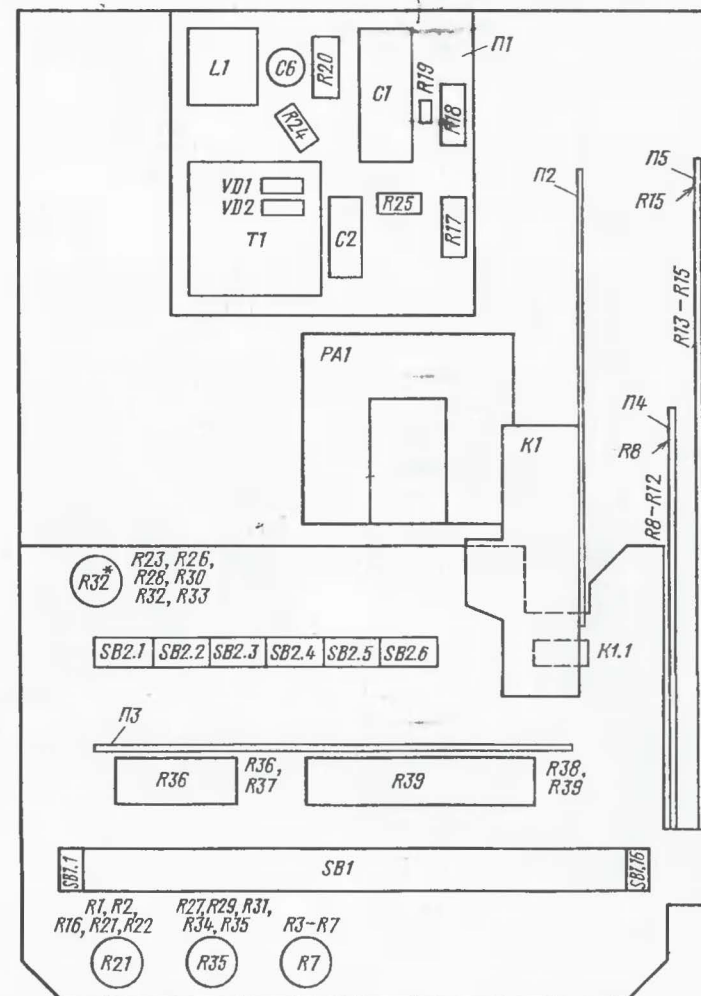 П1
L1
C6
R20
C1
R19
R18
R24
VD1
VD2
T1
C2
R25
R17
П2
П5
R15
R13–R15
PA1
K1
П4
R8
R8–R12
R32*
R23, R26,
R28, R30
R32, R33
SB2.1 SB2.2 SB2.3 SB2.4 SB2.5 SB2.6
K1.1
П3
R36
R36,
R37
R39
R38,
R39
SB1.1
SB1
SB1.16
R1, R2,
R16, R21, R22
R27, R29, R31,
R34, R35
R3–R7
R21
R35
R7